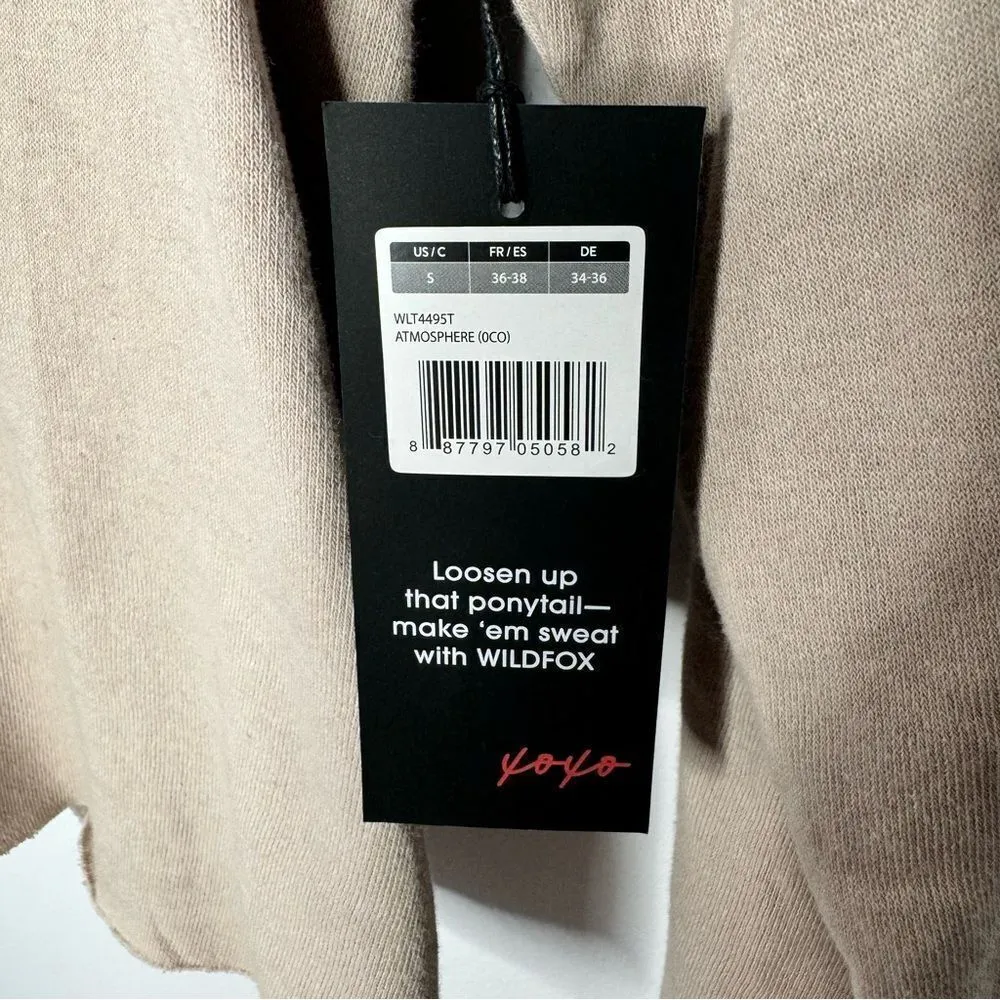 US / C FR / ES DE
S 36-38 34-36
WLT4495T
ATMOSPHERE (0CO)
8 87797 05058 2
Loosen up
that ponytail—
make ‘em sweat
with WILDFOX
xoxo